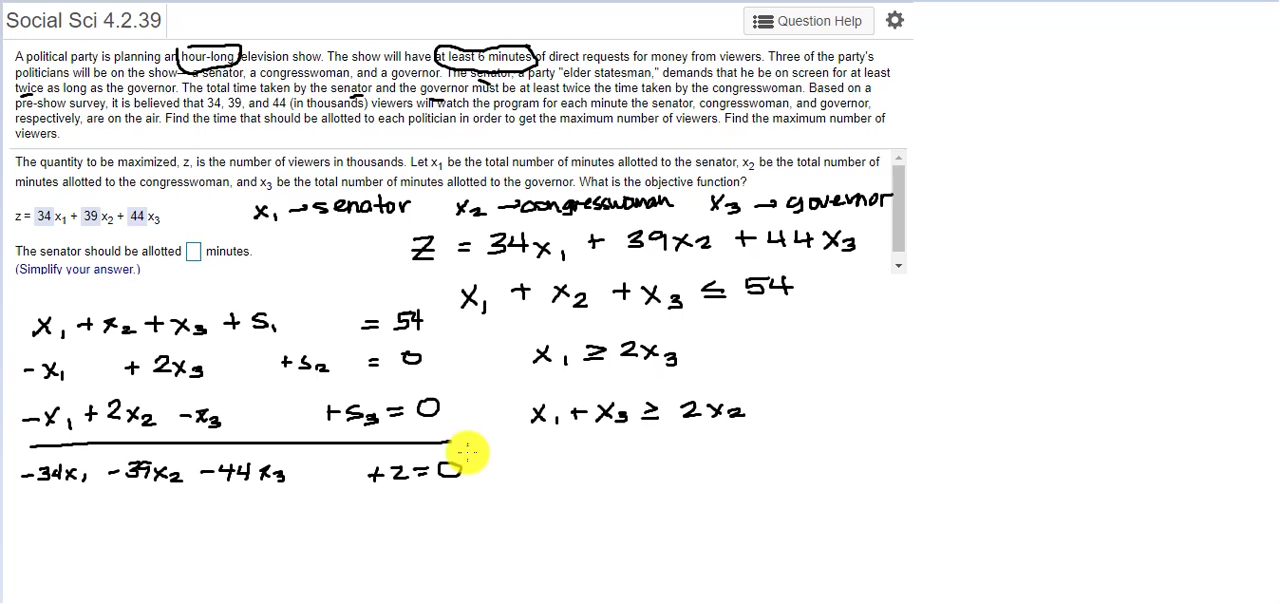 Social Sci 4.2.39
Question Help
A political party is planning an hour-long television show. The show will have at least 6 minutes of direct requests for money from viewers. Three of the party's
politicians will be on the show—a senator, a congresswoman, and a governor. The senator, a party "elder statesman," demands that he be on screen for at least
twice as long as the governor. The total time taken by the senator and the governor must be at least twice the time taken by the congresswoman. Based on a
pre-show survey, it is believed that 34, 39, and 44 (in thousands) viewers will watch the program for each minute the senator, congresswoman, and governor,
respectively, are on the air. Find the time that should be allotted to each politician in order to get the maximum number of viewers. Find the maximum number of
viewers.
The quantity to be maximized, z, is the number of viewers in thousands. Let x₁ be the total number of minutes allotted to the senator, x₂ be the total number of
minutes allotted to the congresswoman, and x₃ be the total number of minutes allotted to the governor. What is the objective function?
x₁ → senator x₂ → congresswoman x₃ → governor
z = 34 x₁ + 39 x₂ + 44 x₃
Z = 34x₁ + 39x₂ + 44x₃
The senator should be allotted minutes.
(Simplify your answer.)
x₁ + x₂ + x₃ ≤ 54
x₁ + x₂ + x₃ + s₁ = 54
x₁ ≥ 2x₃
-x₁ + 2x₃ + s₂ = 0
x₁ + x₃ ≥ 2x₂
-x₁ + 2x₂ - x₃ + s₃ = 0
-34x₁ - 39x₂ - 44x₃ + z = 0